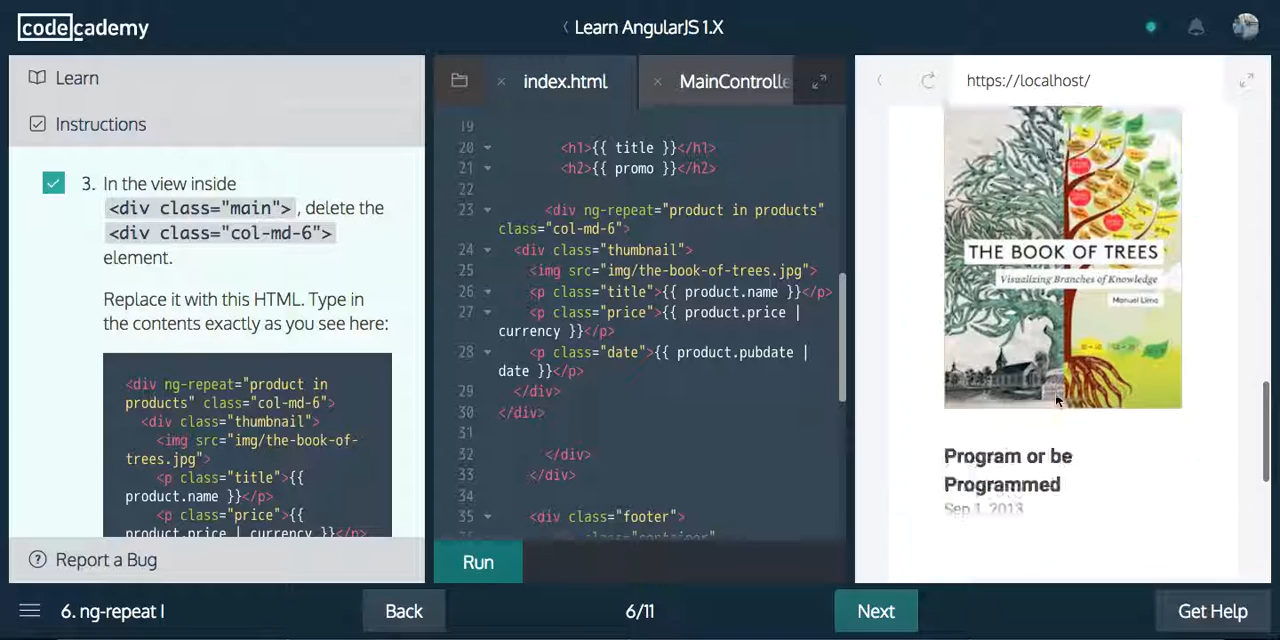 codecademy
Learn AngularJS 1.X
Learn
Instructions
3. In the view inside
<div class="main">, delete the
<div class="col-md-6">
element.
Replace it with this HTML. Type in
the contents exactly as you see here:
<div ng-repeat="product in
products" class="col-md-6">
<div class="thumbnail">
<img src="img/the-book-of-
trees.jpg">
<p class="title">{{
product.name }}</p>
<p class="price">{{
product.price | currency }}</p>
Report a Bug
index.html
MainControlle
19
20 <h1>{{ title }}</h1>
21 <h2>{{ promo }}</h2>
22
23 <div ng-repeat="product in products"
class="col-md-6">
24 <div class="thumbnail">
25 <img src="img/the-book-of-trees.jpg">
26 <p class="title">{{ product.name }}</p>
27 <p class="price">{{ product.price |
currency }}</p>
28 <p class="date">{{ product.pubdate |
date }}</p>
29 </div>
30 </div>
31
32 </div>
33 </div>
34
35 <div class="footer">
Run
https://localhost/
THE BOOK OF TREES
Visualizing Branches of Knowledge
Manuel Lima
Program or be
Programmed
Sep 1, 2013
6. ng-repeat I
Back
6/11
Next
Get Help